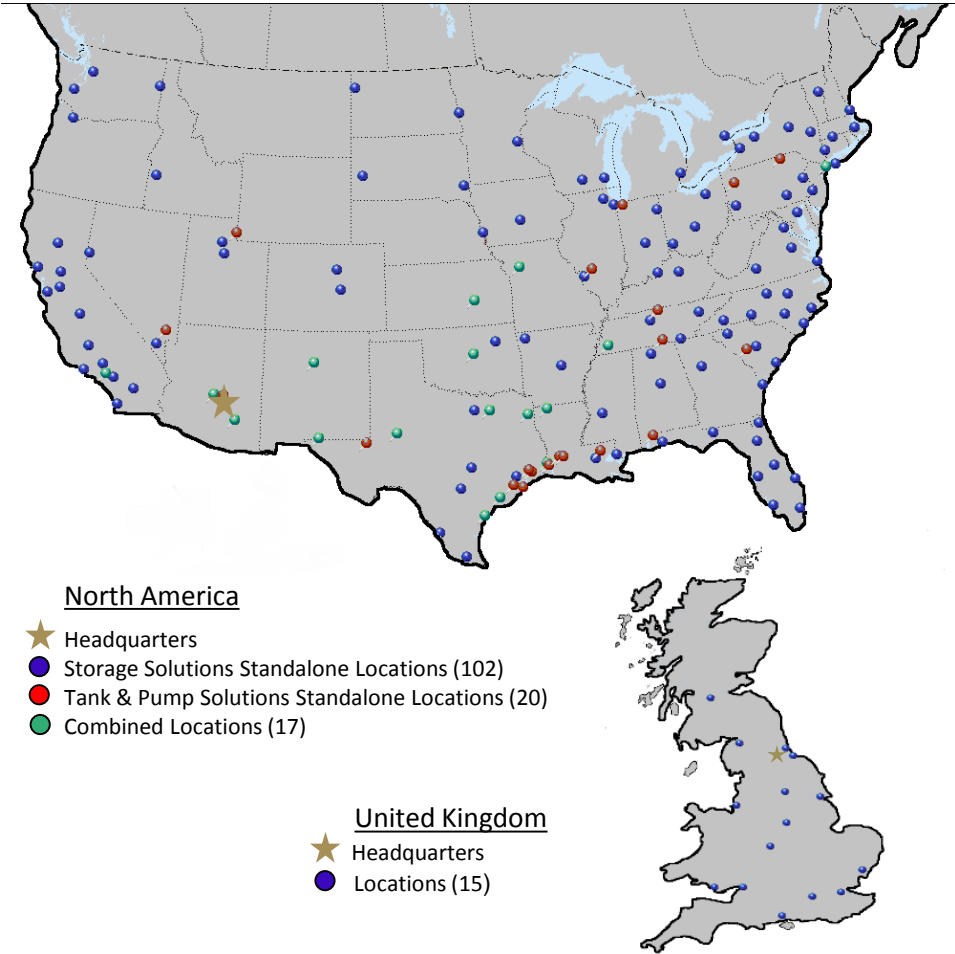 North America
Headquarters
Storage Solutions Standalone Locations (102)
Tank & Pump Solutions Standalone Locations (20)
Combined Locations (17)
United Kingdom
Headquarters
Locations (15)